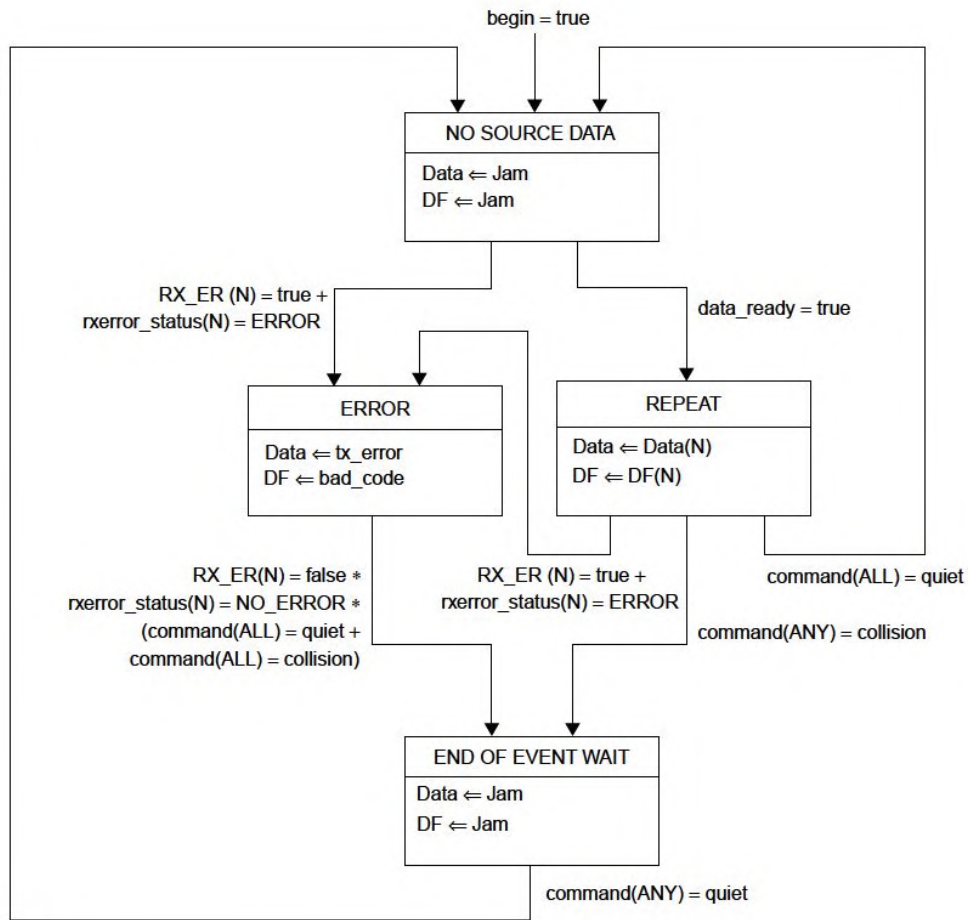 begin = true
NO SOURCE DATA
Data ⇐ Jam
DF ⇐ Jam
RX_ER (N) = true +
rxerror_status(N) = ERROR
data_ready = true
ERROR
Data ⇐ tx_error
DF ⇐ bad_code
REPEAT
Data ⇐ Data(N)
DF ⇐ DF(N)
RX_ER(N) = false *
rxerror_status(N) = NO_ERROR *
(command(ALL) = quiet +
command(ALL) = collision)
RX_ER (N) = true +
rxerror_status(N) = ERROR
command(ALL) = quiet
command(ANY) = collision
END OF EVENT WAIT
Data ⇐ Jam
DF ⇐ Jam
command(ANY) = quiet